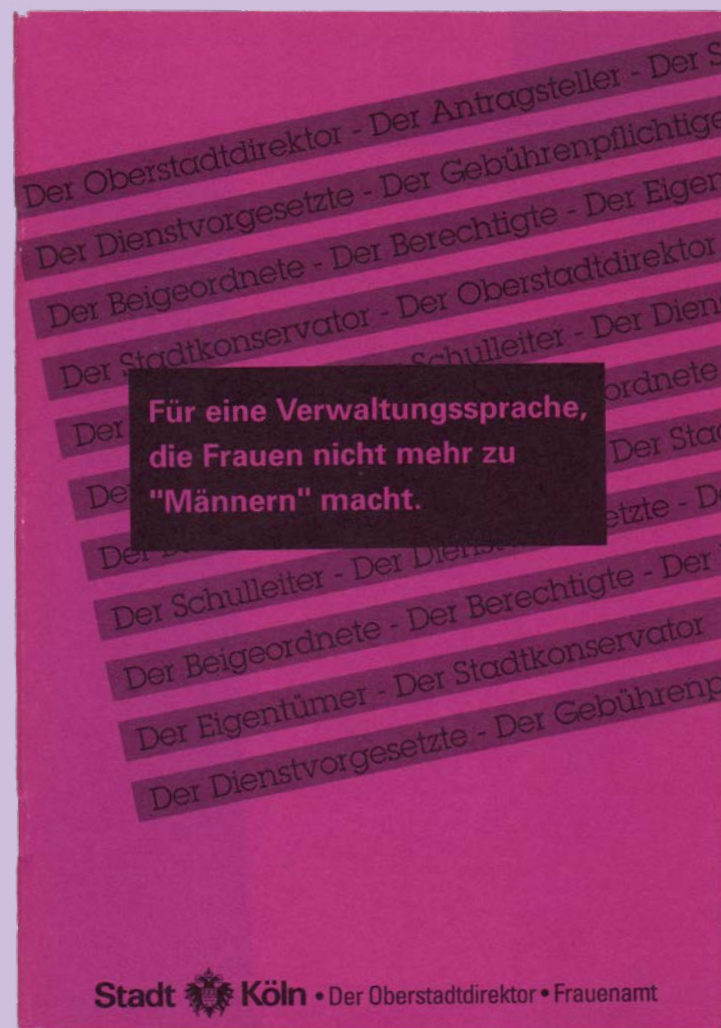 Der Oberstadtdirektor - Der Antragsteller - Der S
Der Dienstvorgesetzte - Der Gebührenpflichtige
Der Beigeordnete - Der Berechtigte - Der Eigen
Der Stadtkonservator - Der Oberstadtdirektor
Der Schulleiter - Der Dien
Für eine Verwaltungssprache,
die Frauen nicht mehr zu
"Männern" macht.
ordnete
Der Stad
Der
etzte - D
Der Schulleiter - Der Dienst
Der Beigeordnete - Der Berechtigte - Der
Der Eigentümer - Der Stadtkonservator
Der Dienstvorgesetzte - Der Gebührenp
Stadt Köln • Der Oberstadtdirektor • Frauenamt